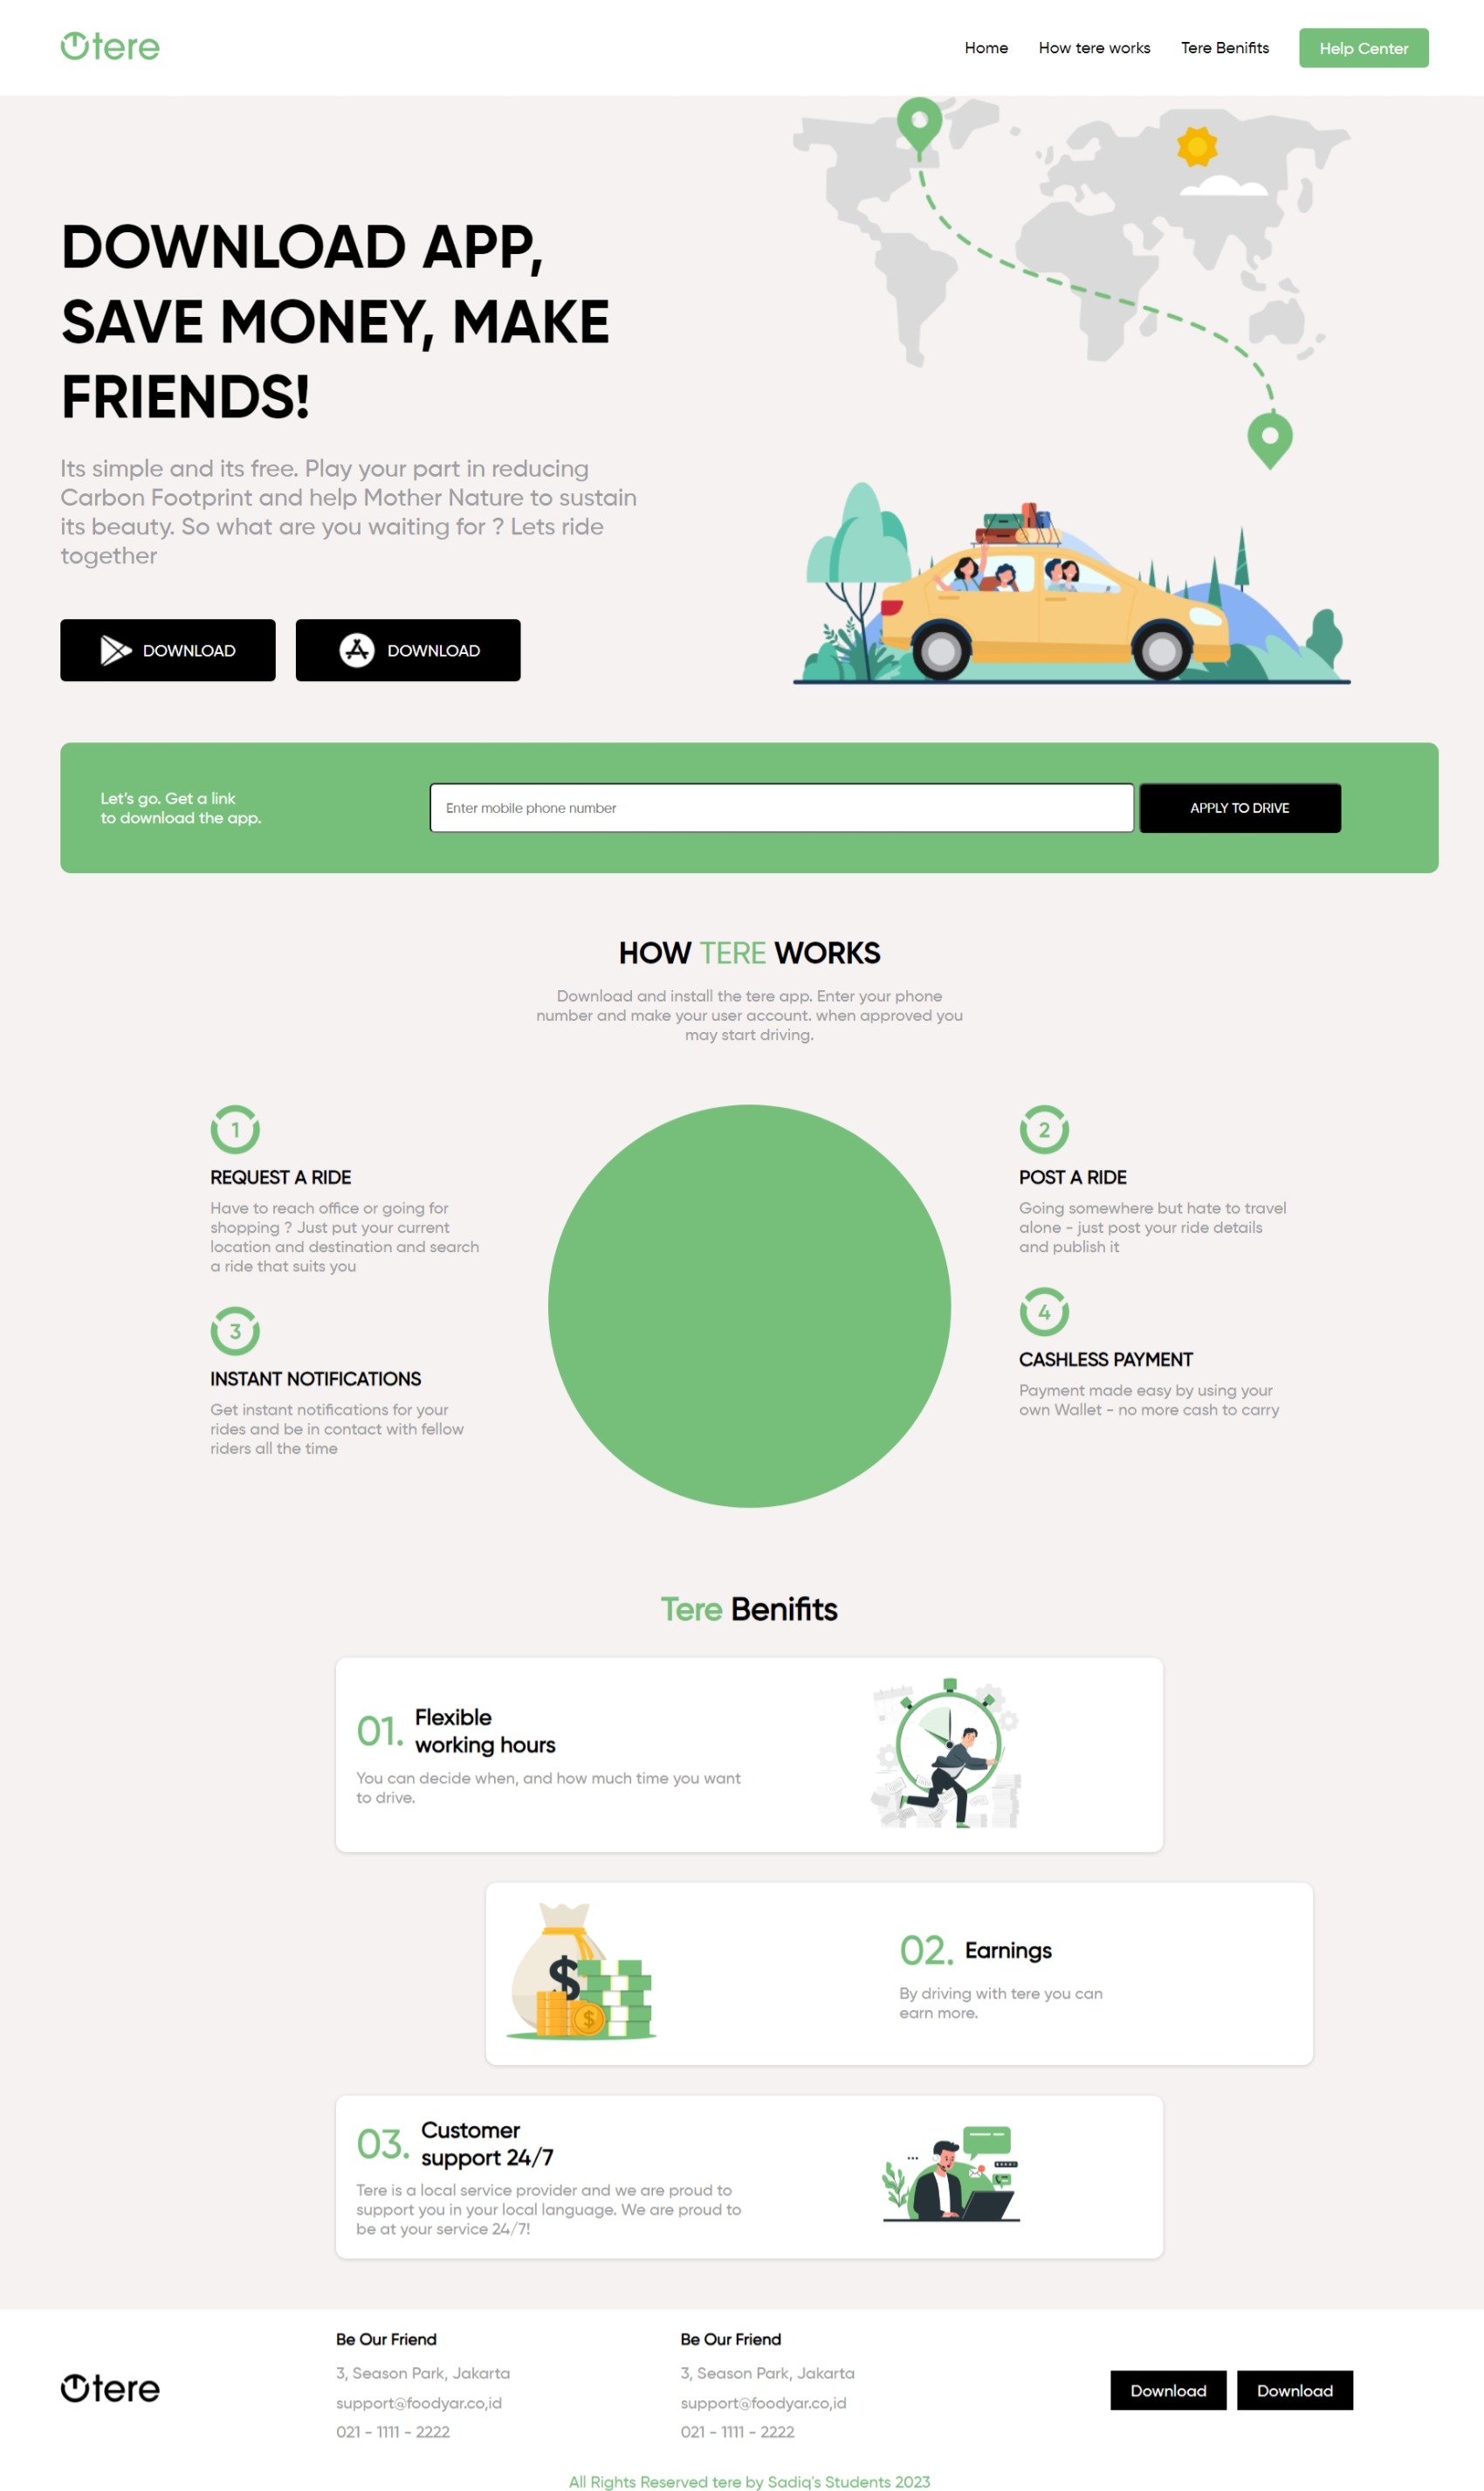 tere
Home
How tere works
Tere Benifits
Help Center
DOWNLOAD APP,
SAVE MONEY, MAKE
FRIENDS!
Its simple and its free. Play your part in reducing
Carbon Footprint and help Mother Nature to sustain
its beauty. So what are you waiting for ? Lets ride
together
DOWNLOAD
DOWNLOAD
Let's go. Get a link
to download the app.
Enter mobile phone number
APPLY TO DRIVE
HOW TERE WORKS
Download and install the tere app. Enter your phone
number and make your user account. when approved you
may start driving.
1
REQUEST A RIDE
Have to reach office or going for
shopping ? Just put your current
location and destination and search
a ride that suits you
2
POST A RIDE
Going somewhere but hate to travel
alone - just post your ride details
and publish it
3
INSTANT NOTIFICATIONS
Get instant notifications for your
rides and be in contact with fellow
riders all the time
4
CASHLESS PAYMENT
Payment made easy by using your
own Wallet - no more cash to carry
Tere Benifits
01.
Flexible
working hours
You can decide when, and how much time you want
to drive.
$
$
02. Earnings
By driving with tere you can
earn more.
03.
Customer
support 24/7
Tere is a local service provider and we are proud to
support you in your local language. We are proud to
be at your service 24/7!
tere
Be Our Friend
3, Season Park, Jakarta
support@foodyar.co,id
021 - 1111 - 2222
Be Our Friend
3, Season Park, Jakarta
support@foodyar.co,id
021 - 1111 - 2222
Download
Download
All Rights Reserved tere by Sadiq's Students 2023